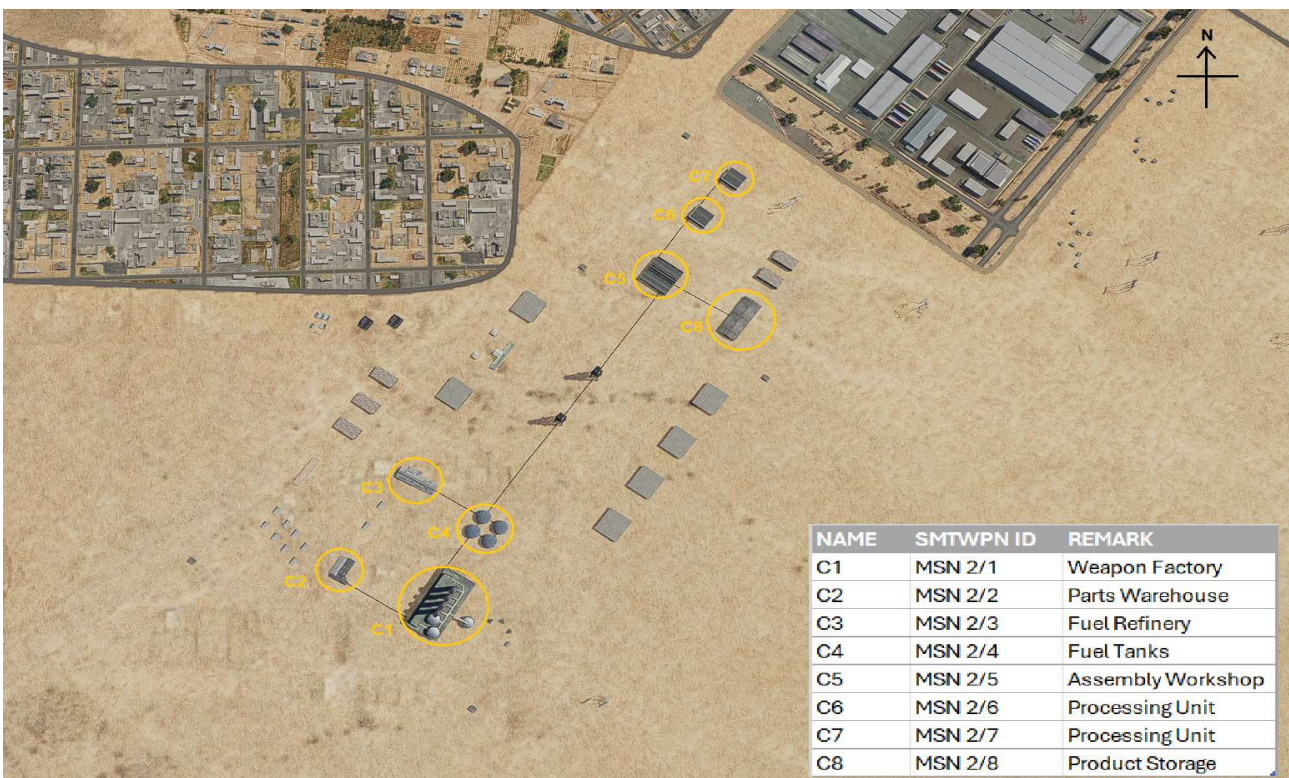 N
C7
C6
C5
C8
C3
C4
C2
C1
NAME SMTWPN ID REMARK
C1 MSN 2/1 Weapon Factory
C2 MSN 2/2 Parts Warehouse
C3 MSN 2/3 Fuel Refinery
C4 MSN 2/4 Fuel Tanks
C5 MSN 2/5 Assembly Workshop
C6 MSN 2/6 Processing Unit
C7 MSN 2/7 Processing Unit
C8 MSN 2/8 Product Storage